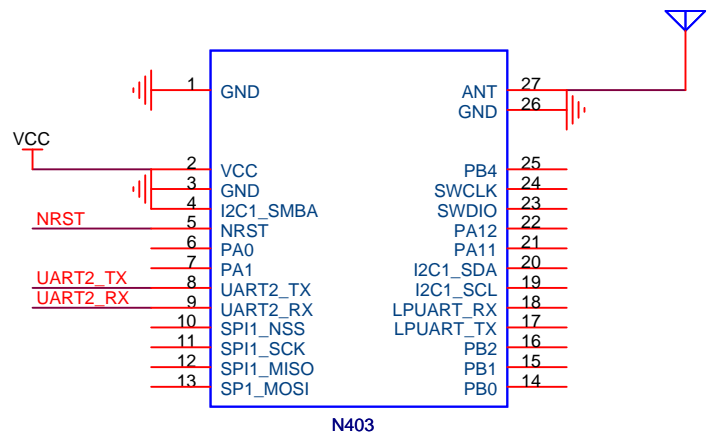 1 GND
ANT 27
GND 26
VCC
2 VCC
PB4 25
3 GND
SWCLK 24
4 I2C1_SMBA
SWDIO 23
NRST 5 NRST
PA12 22
6 PA0
PA11 21
7 PA1
I2C1_SDA 20
UART2_TX 8 UART2_TX
I2C1_SCL 19
UART2_RX 9 UART2_RX
LPUART_RX 18
10 SPI1_NSS
LPUART_TX 17
11 SPI1_SCK
PB2 16
12 SPI1_MISO
PB1 15
13 SP1_MOSI
PB0 14
N403